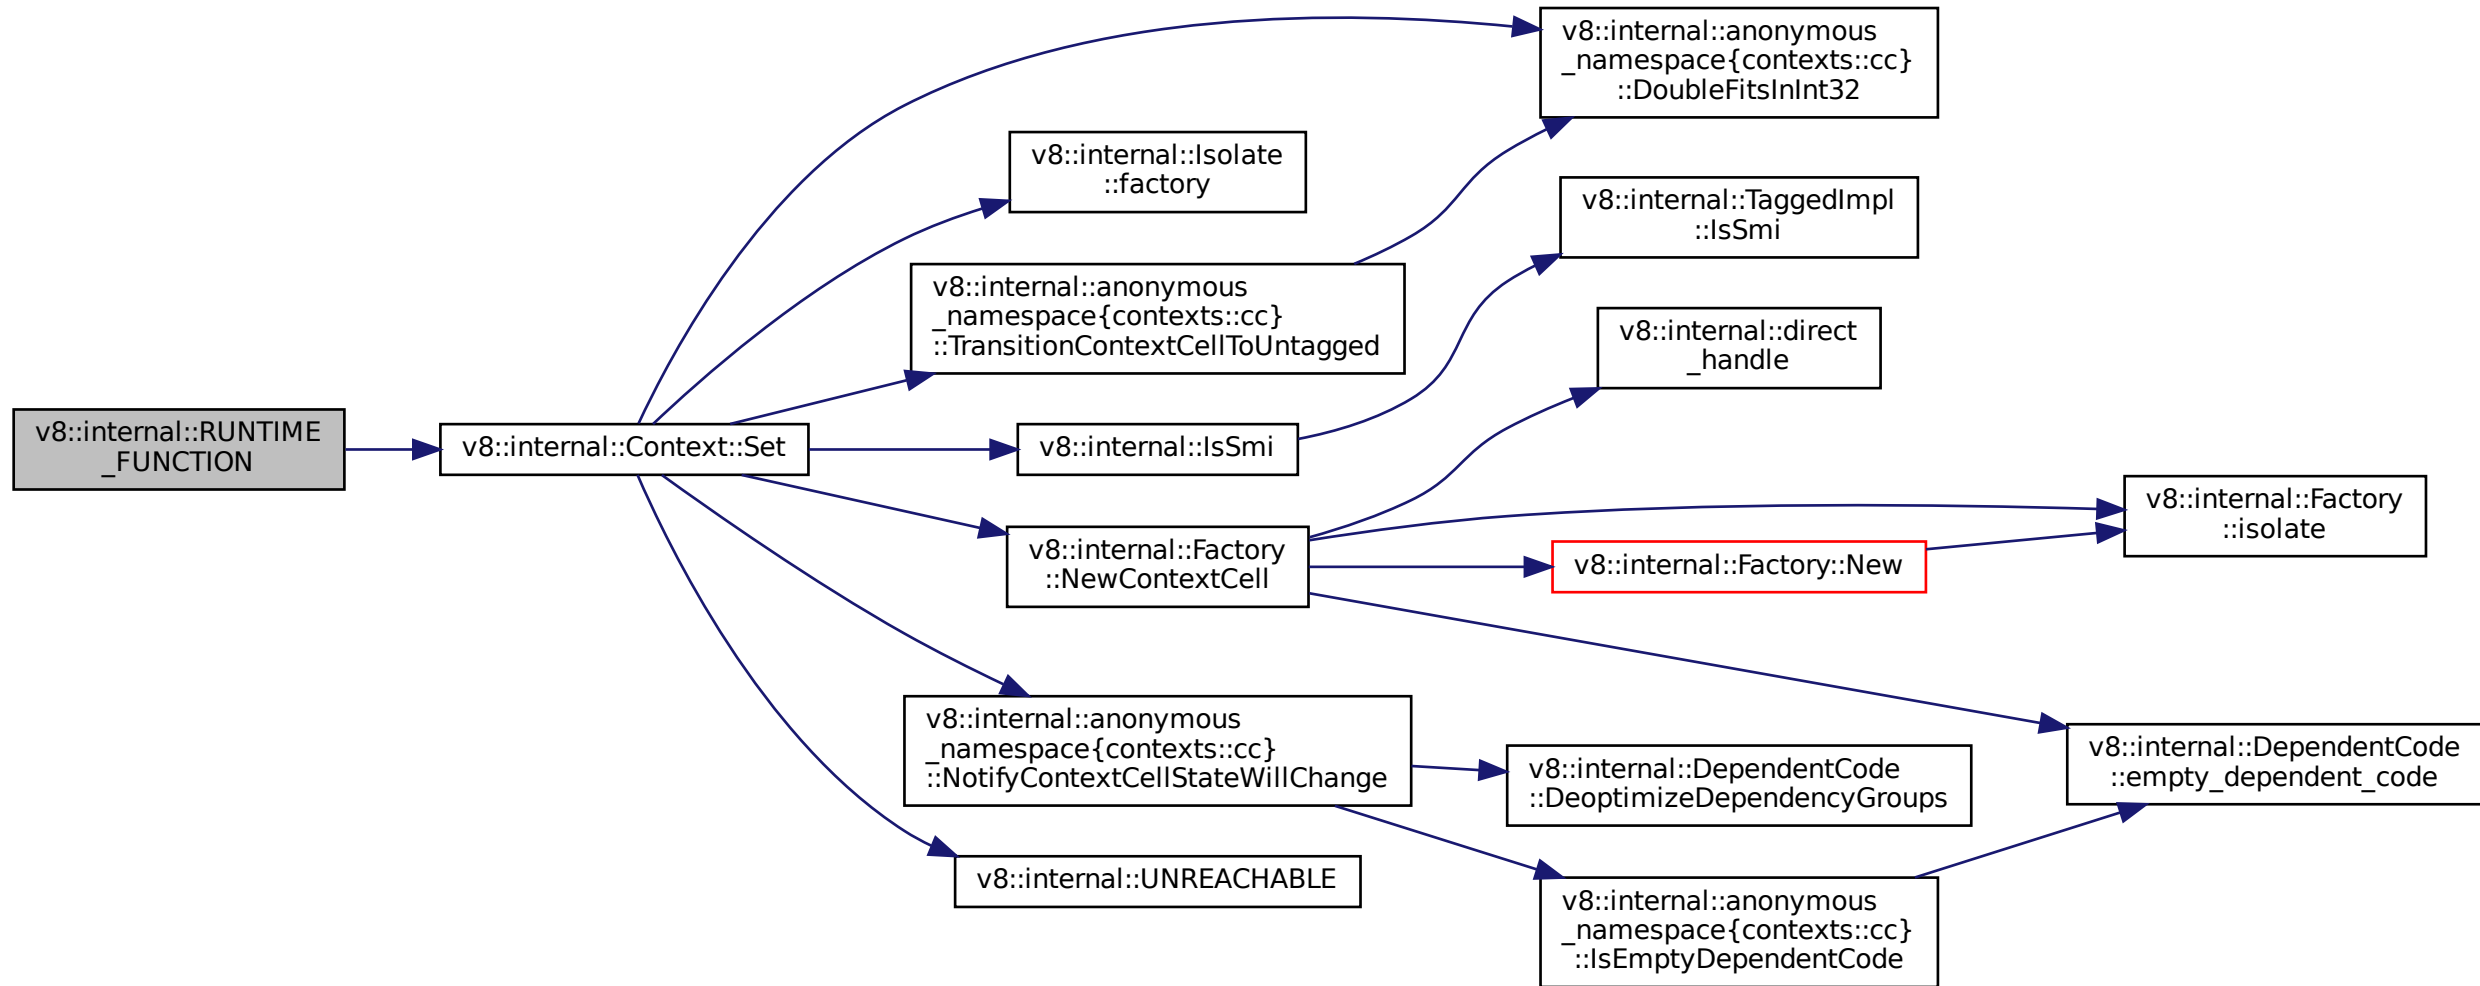 v8::internal::RUNTIME
_FUNCTION
v8::internal::Context::Set
v8::internal::anonymous
_namespace{contexts::cc}
::DoubleFitsInInt32
v8::internal::Isolate
::factory
v8::internal::anonymous
_namespace{contexts::cc}
::TransitionContextCellToUntagged
v8::internal::IsSmi
v8::internal::TaggedImpl
::IsSmi
v8::internal::Factory
::NewContextCell
v8::internal::direct
_handle
v8::internal::Factory
::isolate
v8::internal::Factory::New
v8::internal::DependentCode
::empty_dependent_code
v8::internal::anonymous
_namespace{contexts::cc}
::NotifyContextCellStateWillChange
v8::internal::DependentCode
::DeoptimizeDependencyGroups
v8::internal::anonymous
_namespace{contexts::cc}
::IsEmptyDependentCode
v8::internal::UNREACHABLE